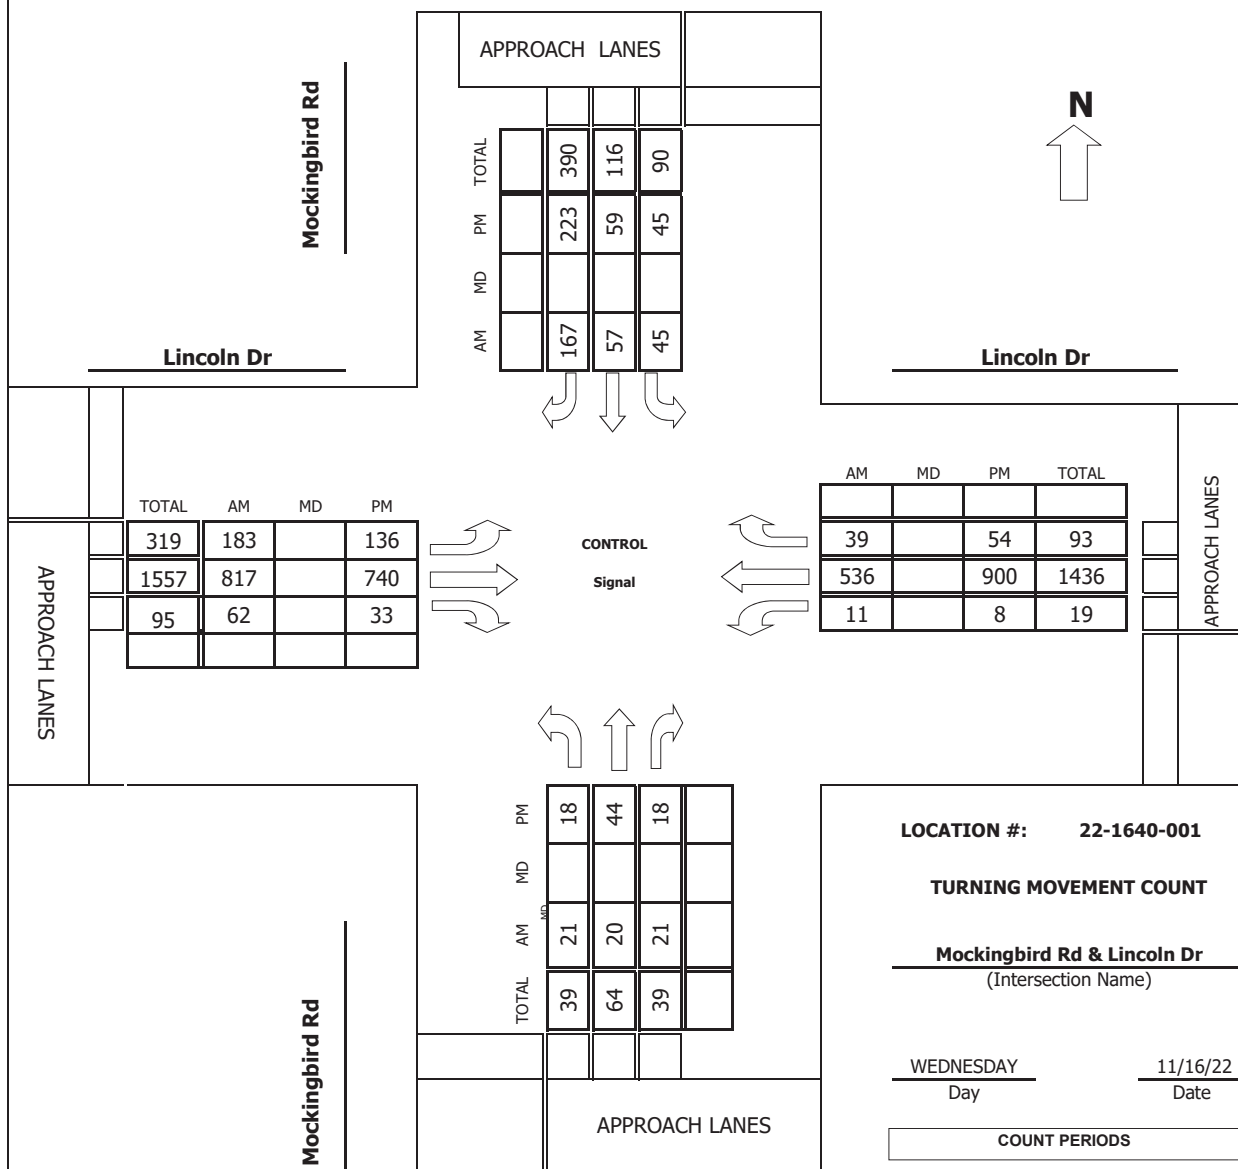 APPROACH LANES
N
Mockingbird Rd
TOTAL 390 116 90
PM 223 59 45
MD
AM 167 57 45
Lincoln Dr
Lincoln Dr
TOTAL AM MD PM
319 183 136
1557 817 740
95 62 33
APPROACH LANES
CONTROL
Signal
AM MD PM TOTAL
39 54 93
536 900 1436
11 8 19
APPROACH LANES
PM 18 44 18
MD
MD
AM 21 20 21
TOTAL 39 64 39
Mockingbird Rd
APPROACH LANES
LOCATION #: 22-1640-001
TURNING MOVEMENT COUNT
Mockingbird Rd & Lincoln Dr
(Intersection Name)
WEDNESDAY 11/16/22
Day Date
COUNT PERIODS